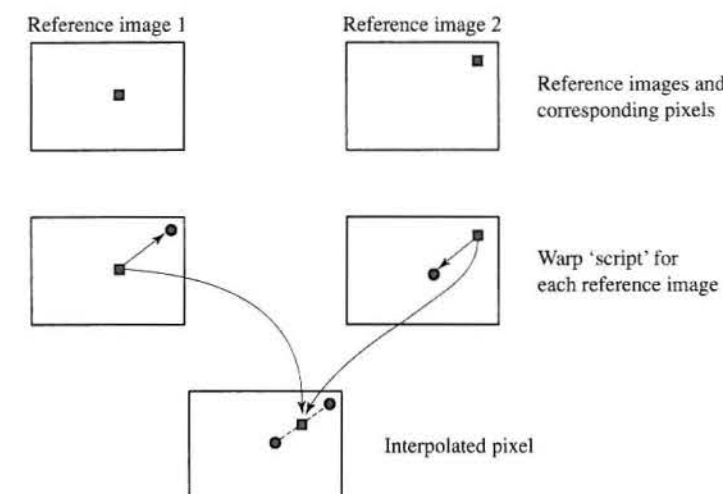 Reference image 1
Reference image 2
Reference images and
corresponding pixels
Warp ‘script’ for
each reference image
Interpolated pixel